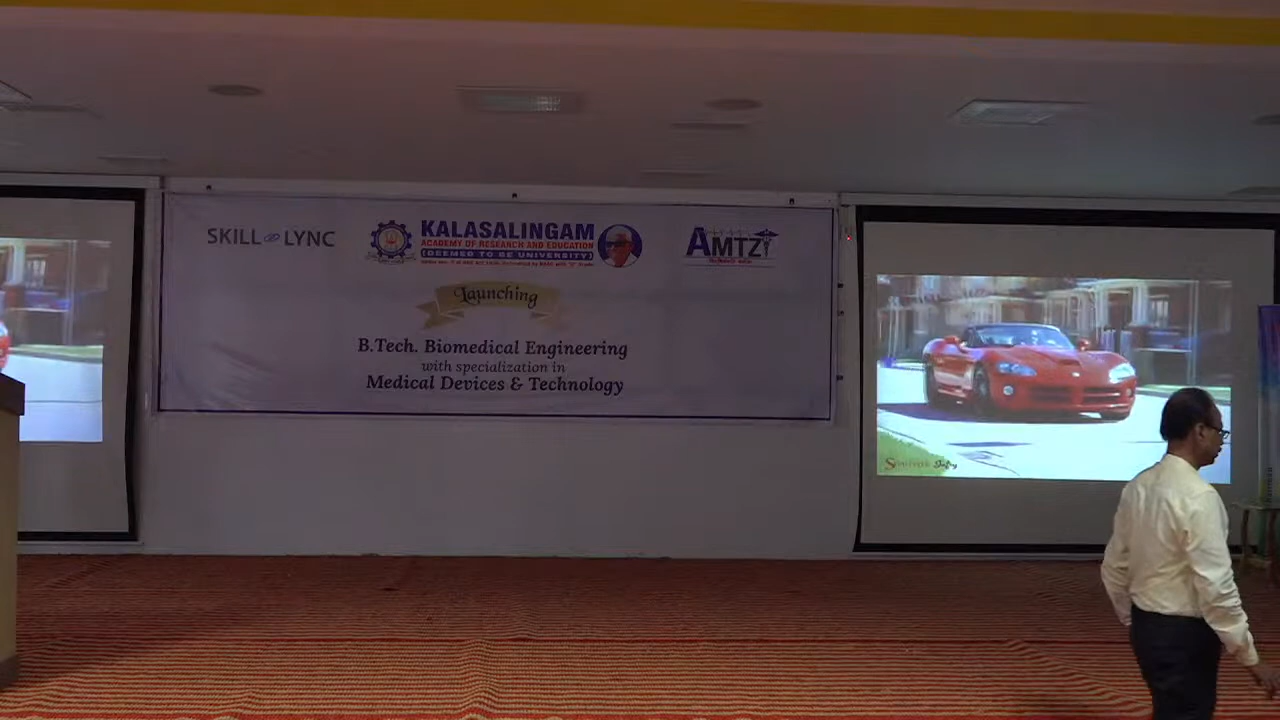 SKILL LYNC
KALASALINGAM
ACADEMY OF RESEARCH AND EDUCATION
(DEEMED TO BE UNIVERSITY)
AMTZ
Launching
B.Tech. Biomedical Engineering
with specialization in
Medical Devices & Technology